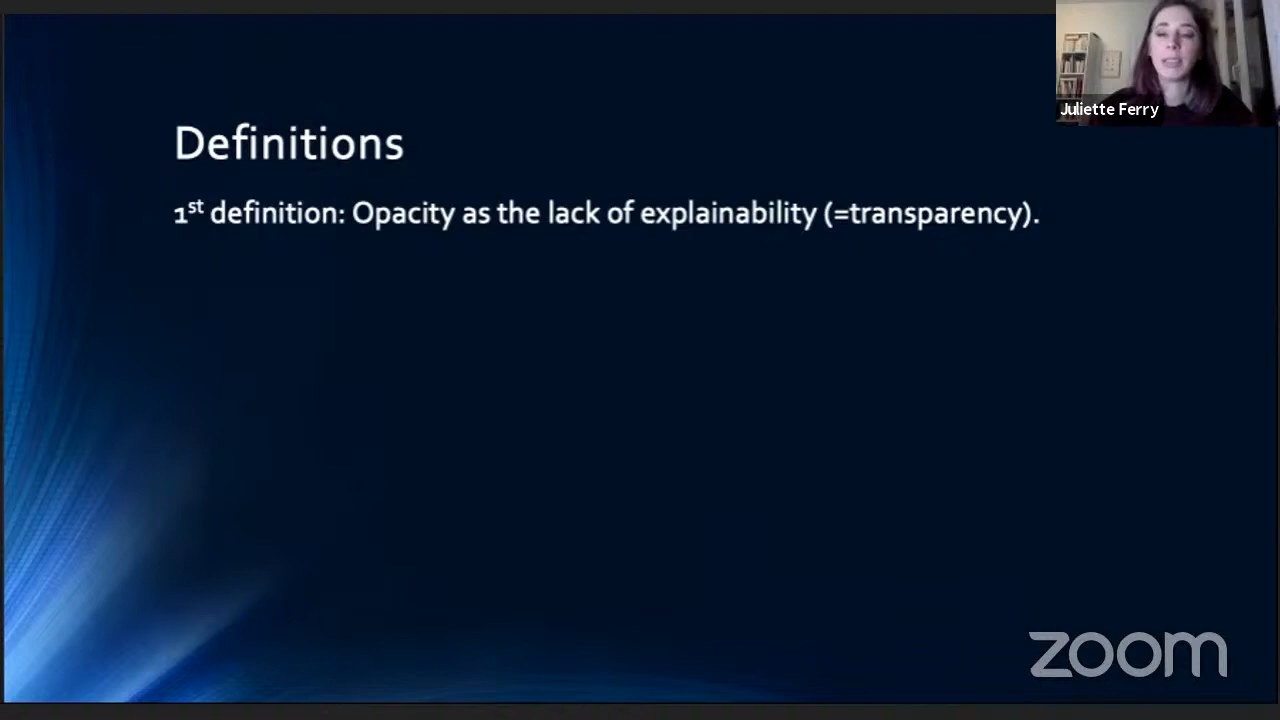 Juliette Ferry
Definitions
1st definition: Opacity as the lack of explainability (=transparency).
zoom